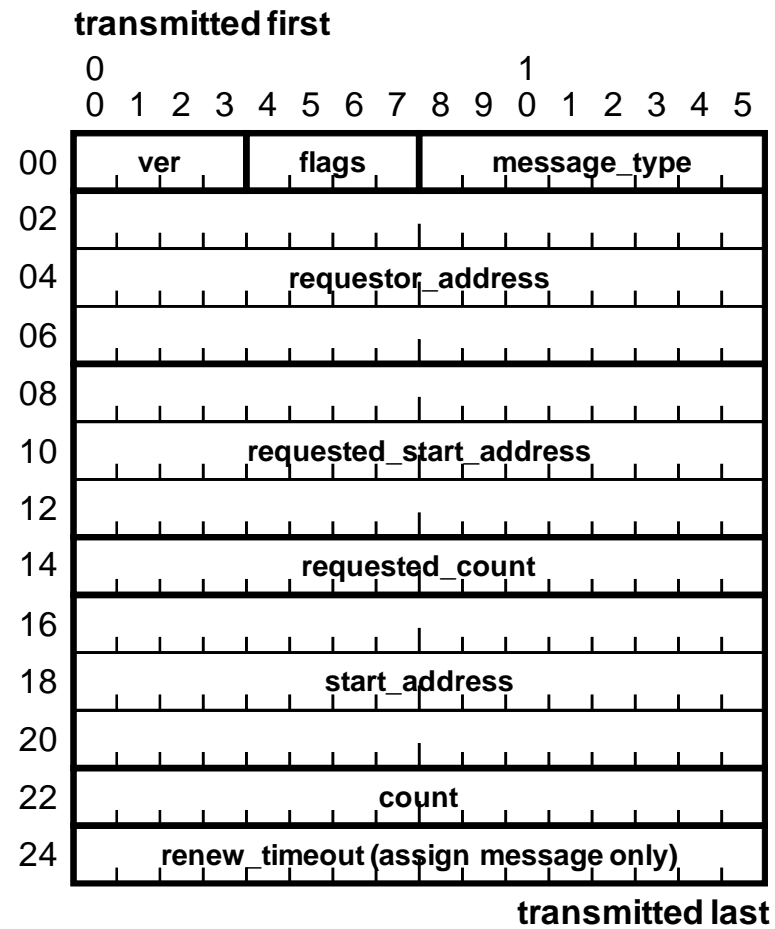 transmitted first
0 1
0 1 2 3 4 5 6 7 8 9 0 1 2 3 4 5
00 ver flags message_type
02
04 requestor_address
06
08
10 requested_start_address
12
14 requested_count
16
18 start_address
20
22 count
24 renew_timeout (assign message only)
transmitted last